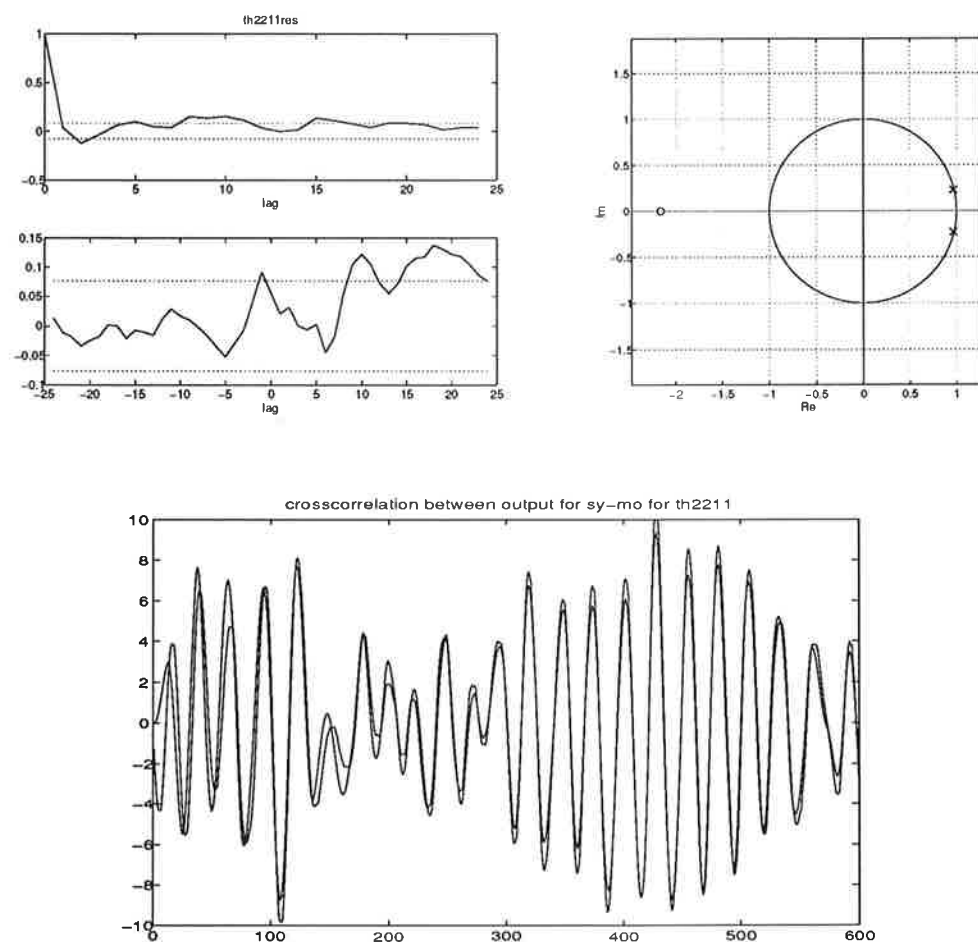 th2211res
1
0.5
0
-0.5
0 5 10 15 20 25
lag
0.15
0.1
0.05
0
-0.05
-0.1
-25 -20 -15 -10 -5 0 5 10 15 20 25
lag
1.5
1
0.5
0
-0.5
-1
-1.5
Im
-2 -1.5 -1 -0.5 0 0.5 1
Re
crosscorrelation between output for sy-mo for th2211
10
8
6
4
2
0
-2
-4
-6
-8
-10
0 100 200 300 400 500 600